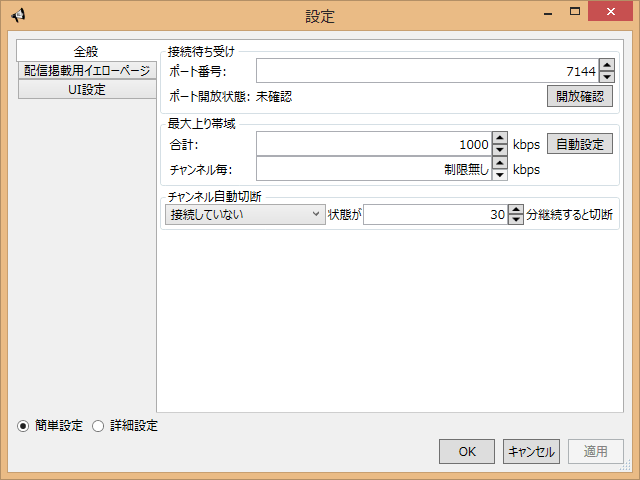 設定
全般
配信掲載用イエローページ
UI設定
接続待ち受け
ポート番号: 7144
ポート開放状態: 未確認 開放確認
最大上り帯域
合計: 1000 kbps 自動設定
チャンネル毎: 制限無し kbps
チャンネル自動切断
接続していない 状態が 30 分継続すると切断
簡単設定 詳細設定
OK キャンセル 適用